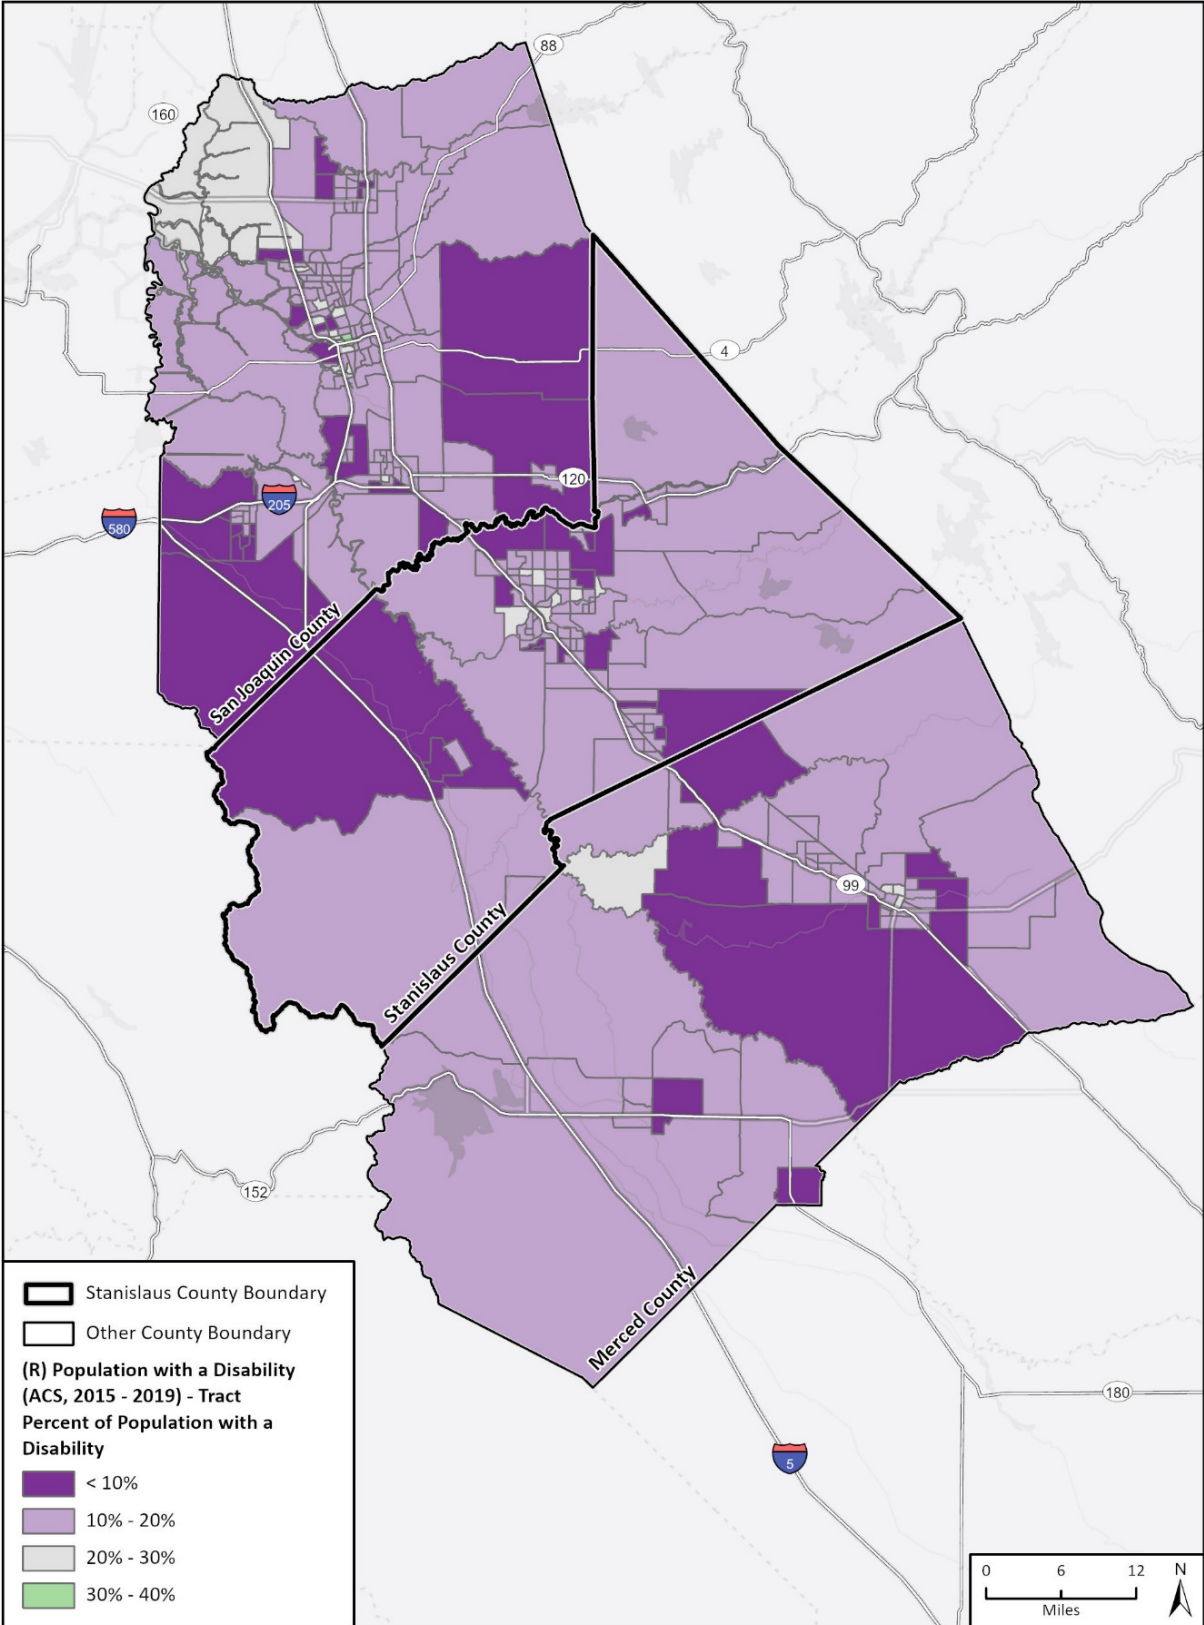 88
160
4
120
205
580
San Joaquin County
99
Stanislaus County
152
Merced County
180
5
Stanislaus County Boundary
Other County Boundary
(R) Population with a Disability
(ACS, 2015 - 2019) - Tract
Percent of Population with a
Disability
< 10%
10% - 20%
20% - 30%
30% - 40%
0 6 12 N
Miles